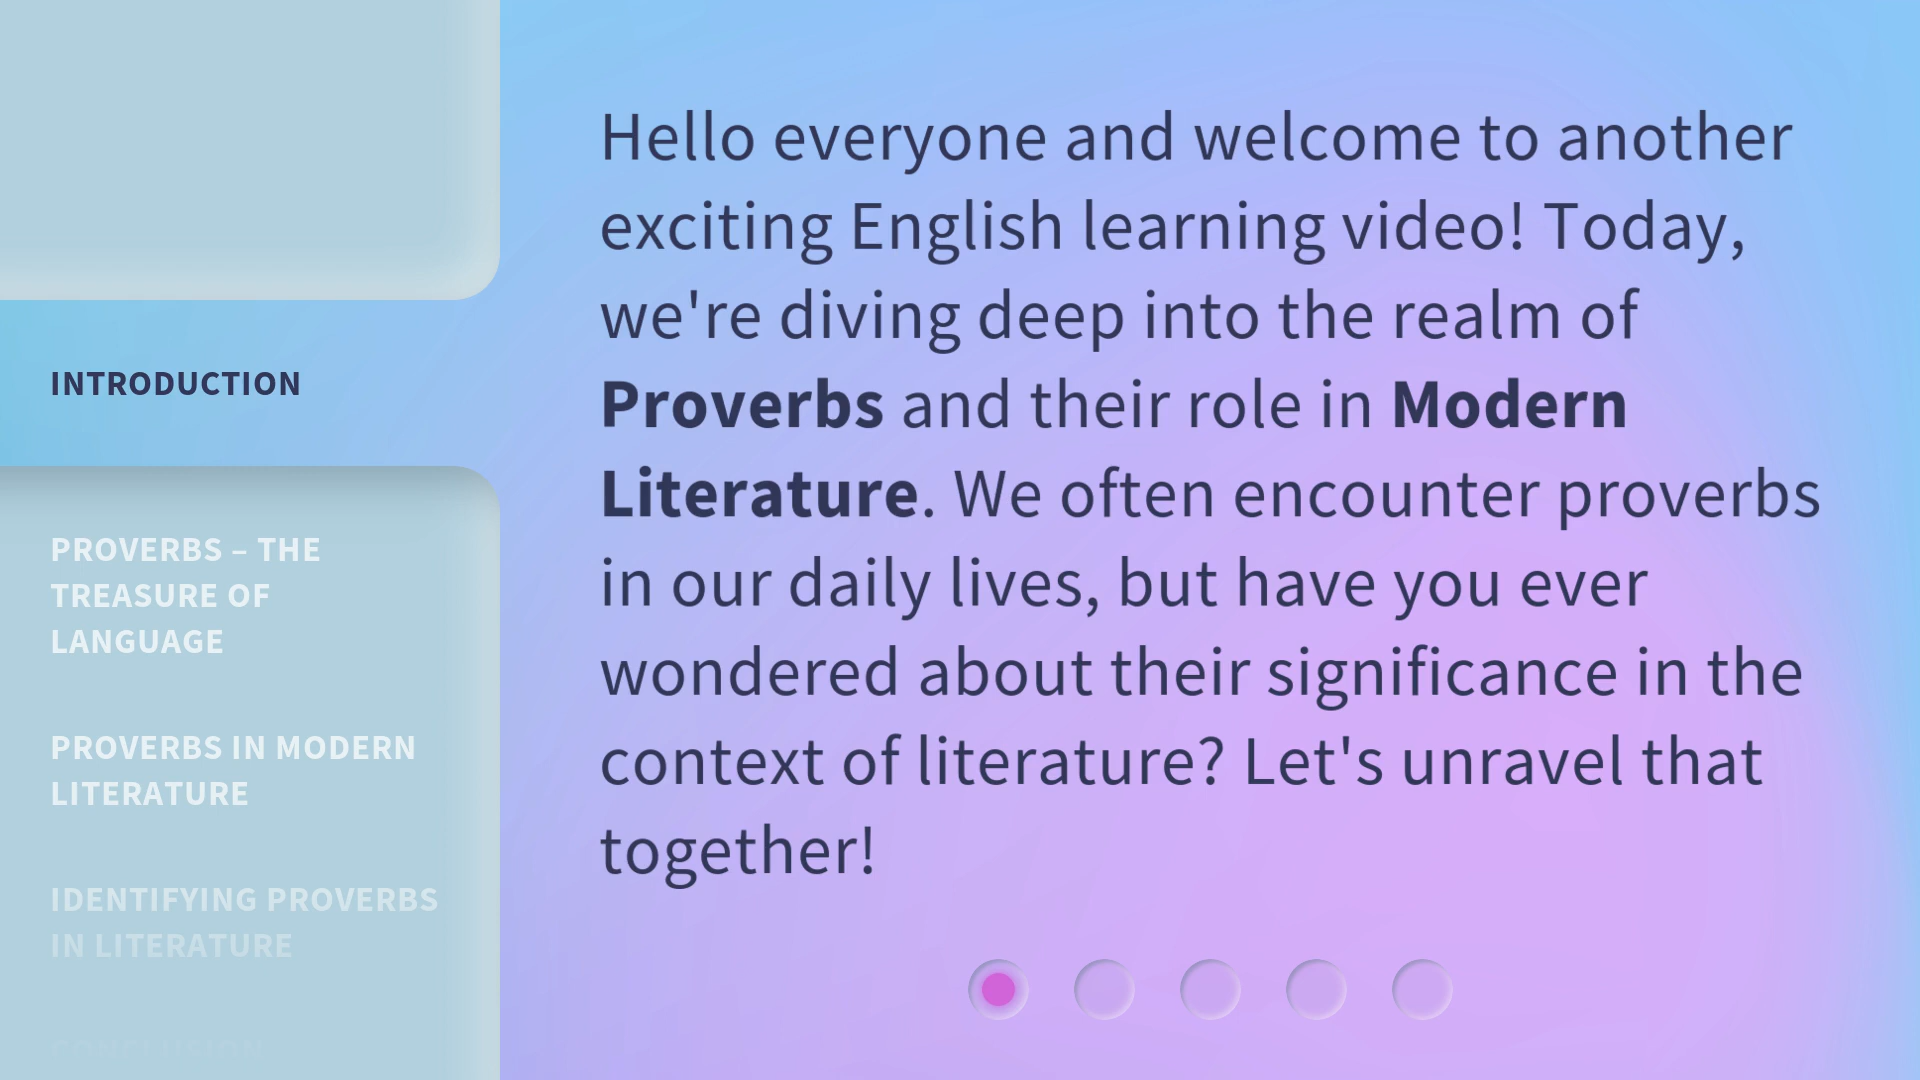 INTRODUCTION
PROVERBS – THE
TREASURE OF
LANGUAGE
PROVERBS IN MODERN
LITERATURE
IDENTIFYING PROVERBS
IN LITERATURE
CONCLUSION
Hello everyone and welcome to another
exciting English learning video! Today,
we're diving deep into the realm of
Proverbs and their role in Modern
Literature. We often encounter proverbs
in our daily lives, but have you ever
wondered about their significance in the
context of literature? Let's unravel that
together!